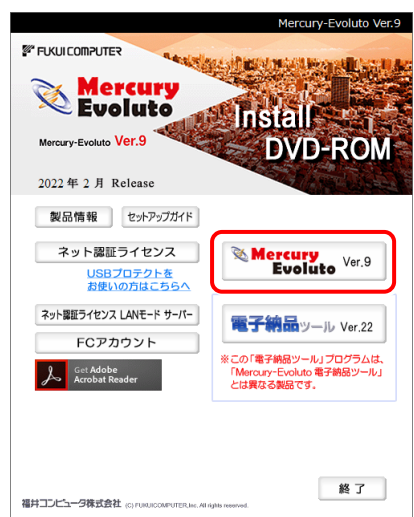 Mercury-Evoluto Ver.9
FUKUI COMPUTER
Mercury
Evoluto
Mercury-Evoluto Ver.9
Install
DVD-ROM
2022 年 2 月 Release
製品情報
セットアップガイド
ネット認証ライセンス
USBプロテクトを
お使いの方はこちらへ
ネット認証ライセンス LANモード サーバー
FCアカウント
Get Adobe
Acrobat Reader
Mercury
Evoluto Ver.9
電子納品ツール Ver.22
※この「電子納品ツール」プログラムは、
「Mercury-Evoluto 電子納品ツール」
とは異なる製品です。
終了
福井コンピュータ株式会社 (C) FUKUICOMPUTER,Inc. All rights reserved.